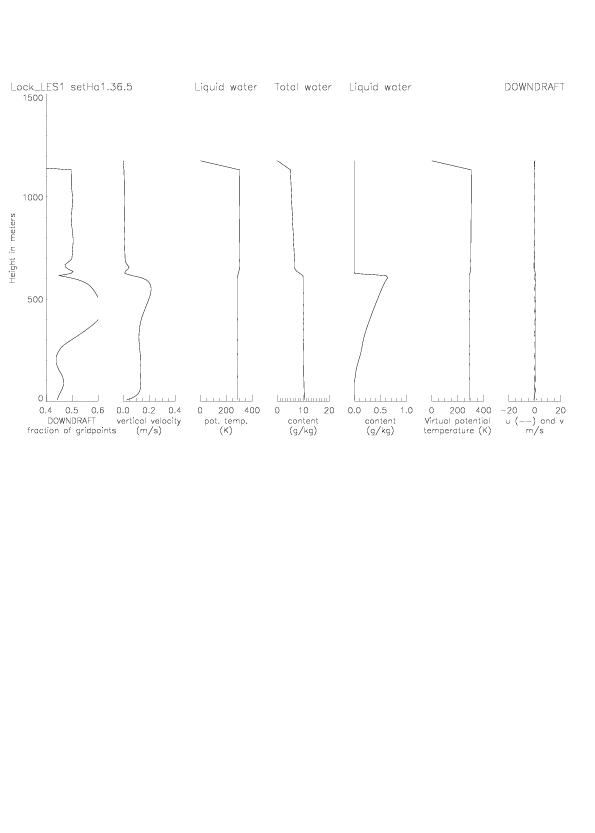 Lock_LES1 setHa1.36.5 Liquid water Total water Liquid water DOWNDRAFT
1500
1000
500
0
Height in meters
0.4 0.5 0.6 0.0 0.2 0.4 0 200 400 0 10 20 0.0 0.5 1.0 0 200 400 -20 0 20
DOWNDRAFT vertical velocity pot. temp. content content Virtual potential u (——) and v
fraction of gridpoints (m/s) (K) (g/kg) (g/kg) temperature (K) m/s